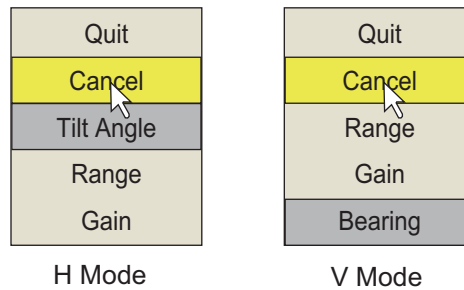 Quit
Cancel
Tilt Angle
Range
Gain
H Mode
Quit
Cancel
Range
Gain
Bearing
V Mode